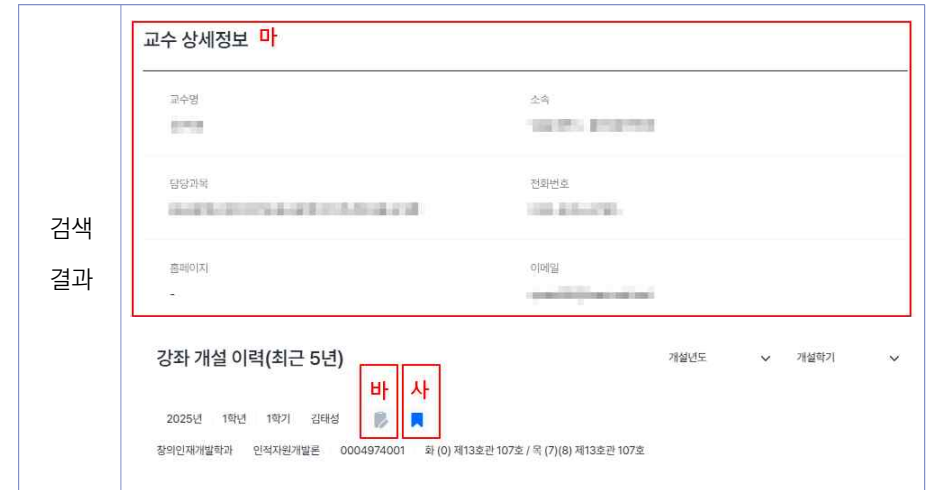 교수 상세정보 마
교수명 소속
담당과목 전화번호
검색
결과
홈페이지 이메일
-
강좌 개설 이력(최근 5년) 개설년도 개설학기
바 사
2025년 1학년 1학기 김태성
창의인재개발학과 인적자원개발론 0004974001 화 (0) 제13호관 107호 / 목 (7)(8) 제13호관 107호